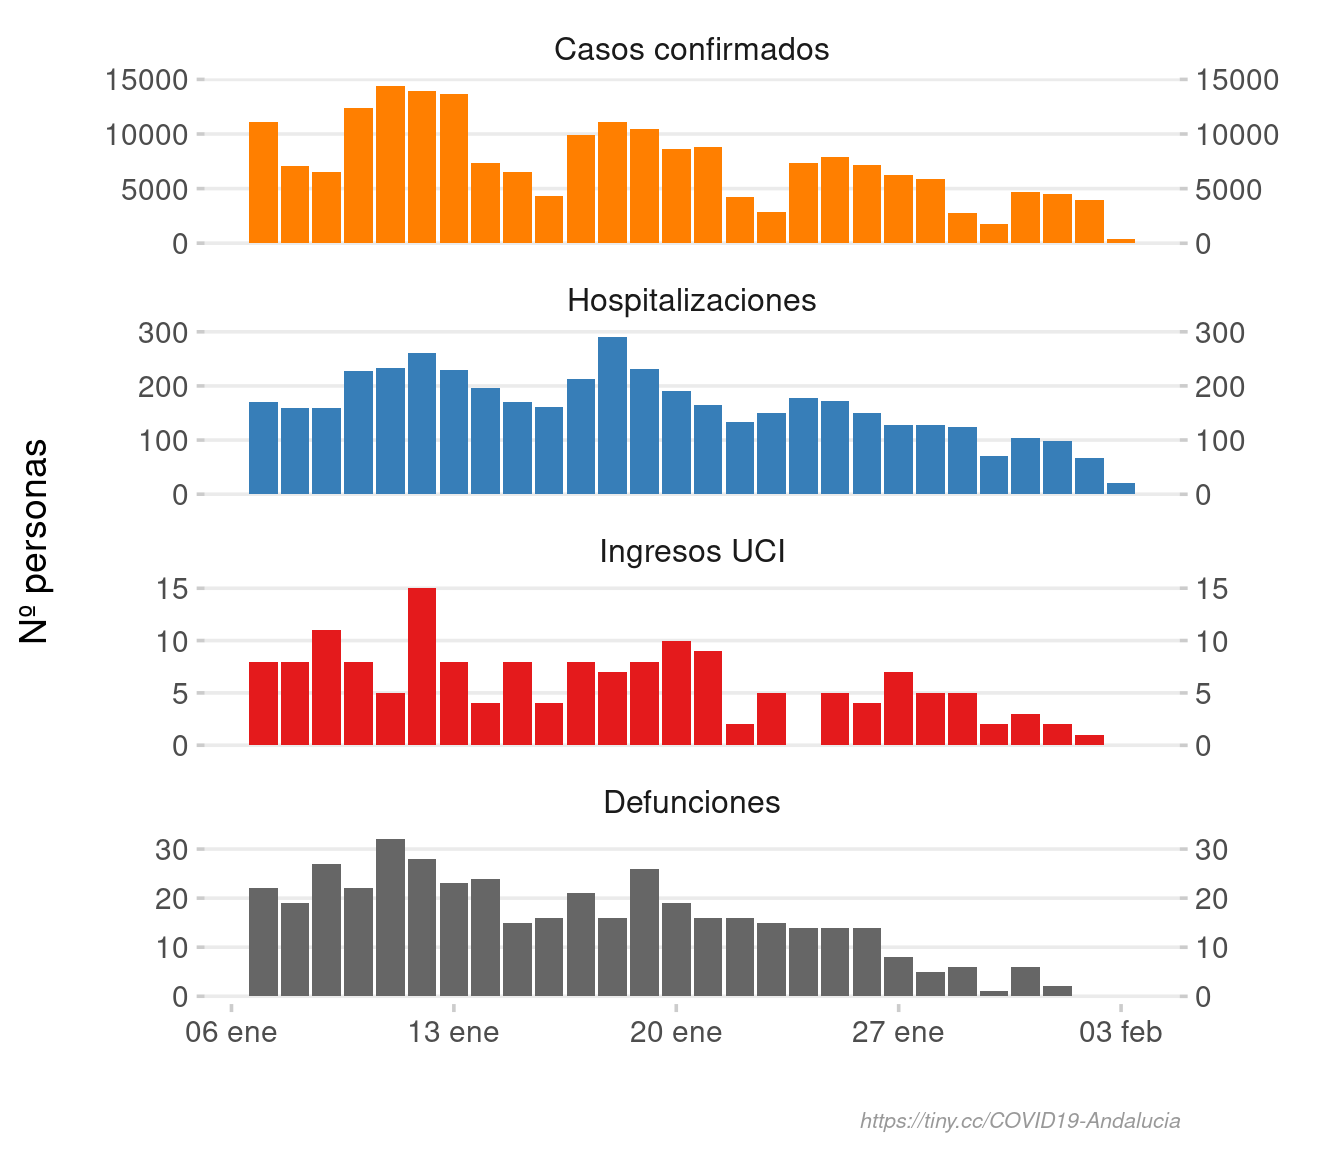 Casos confirmados
15000 15000
10000 10000
5000 5000
0 0
Hospitalizaciones
300 300
200 200
100 100
0 0
Nº personas
Ingresos UCI
15 15
10 10
5 5
0 0
Defunciones
30 30
20 20
10 10
0 0
06 ene 13 ene 20 ene 27 ene 03 feb
https://tiny.cc/COVID19-Andalucia